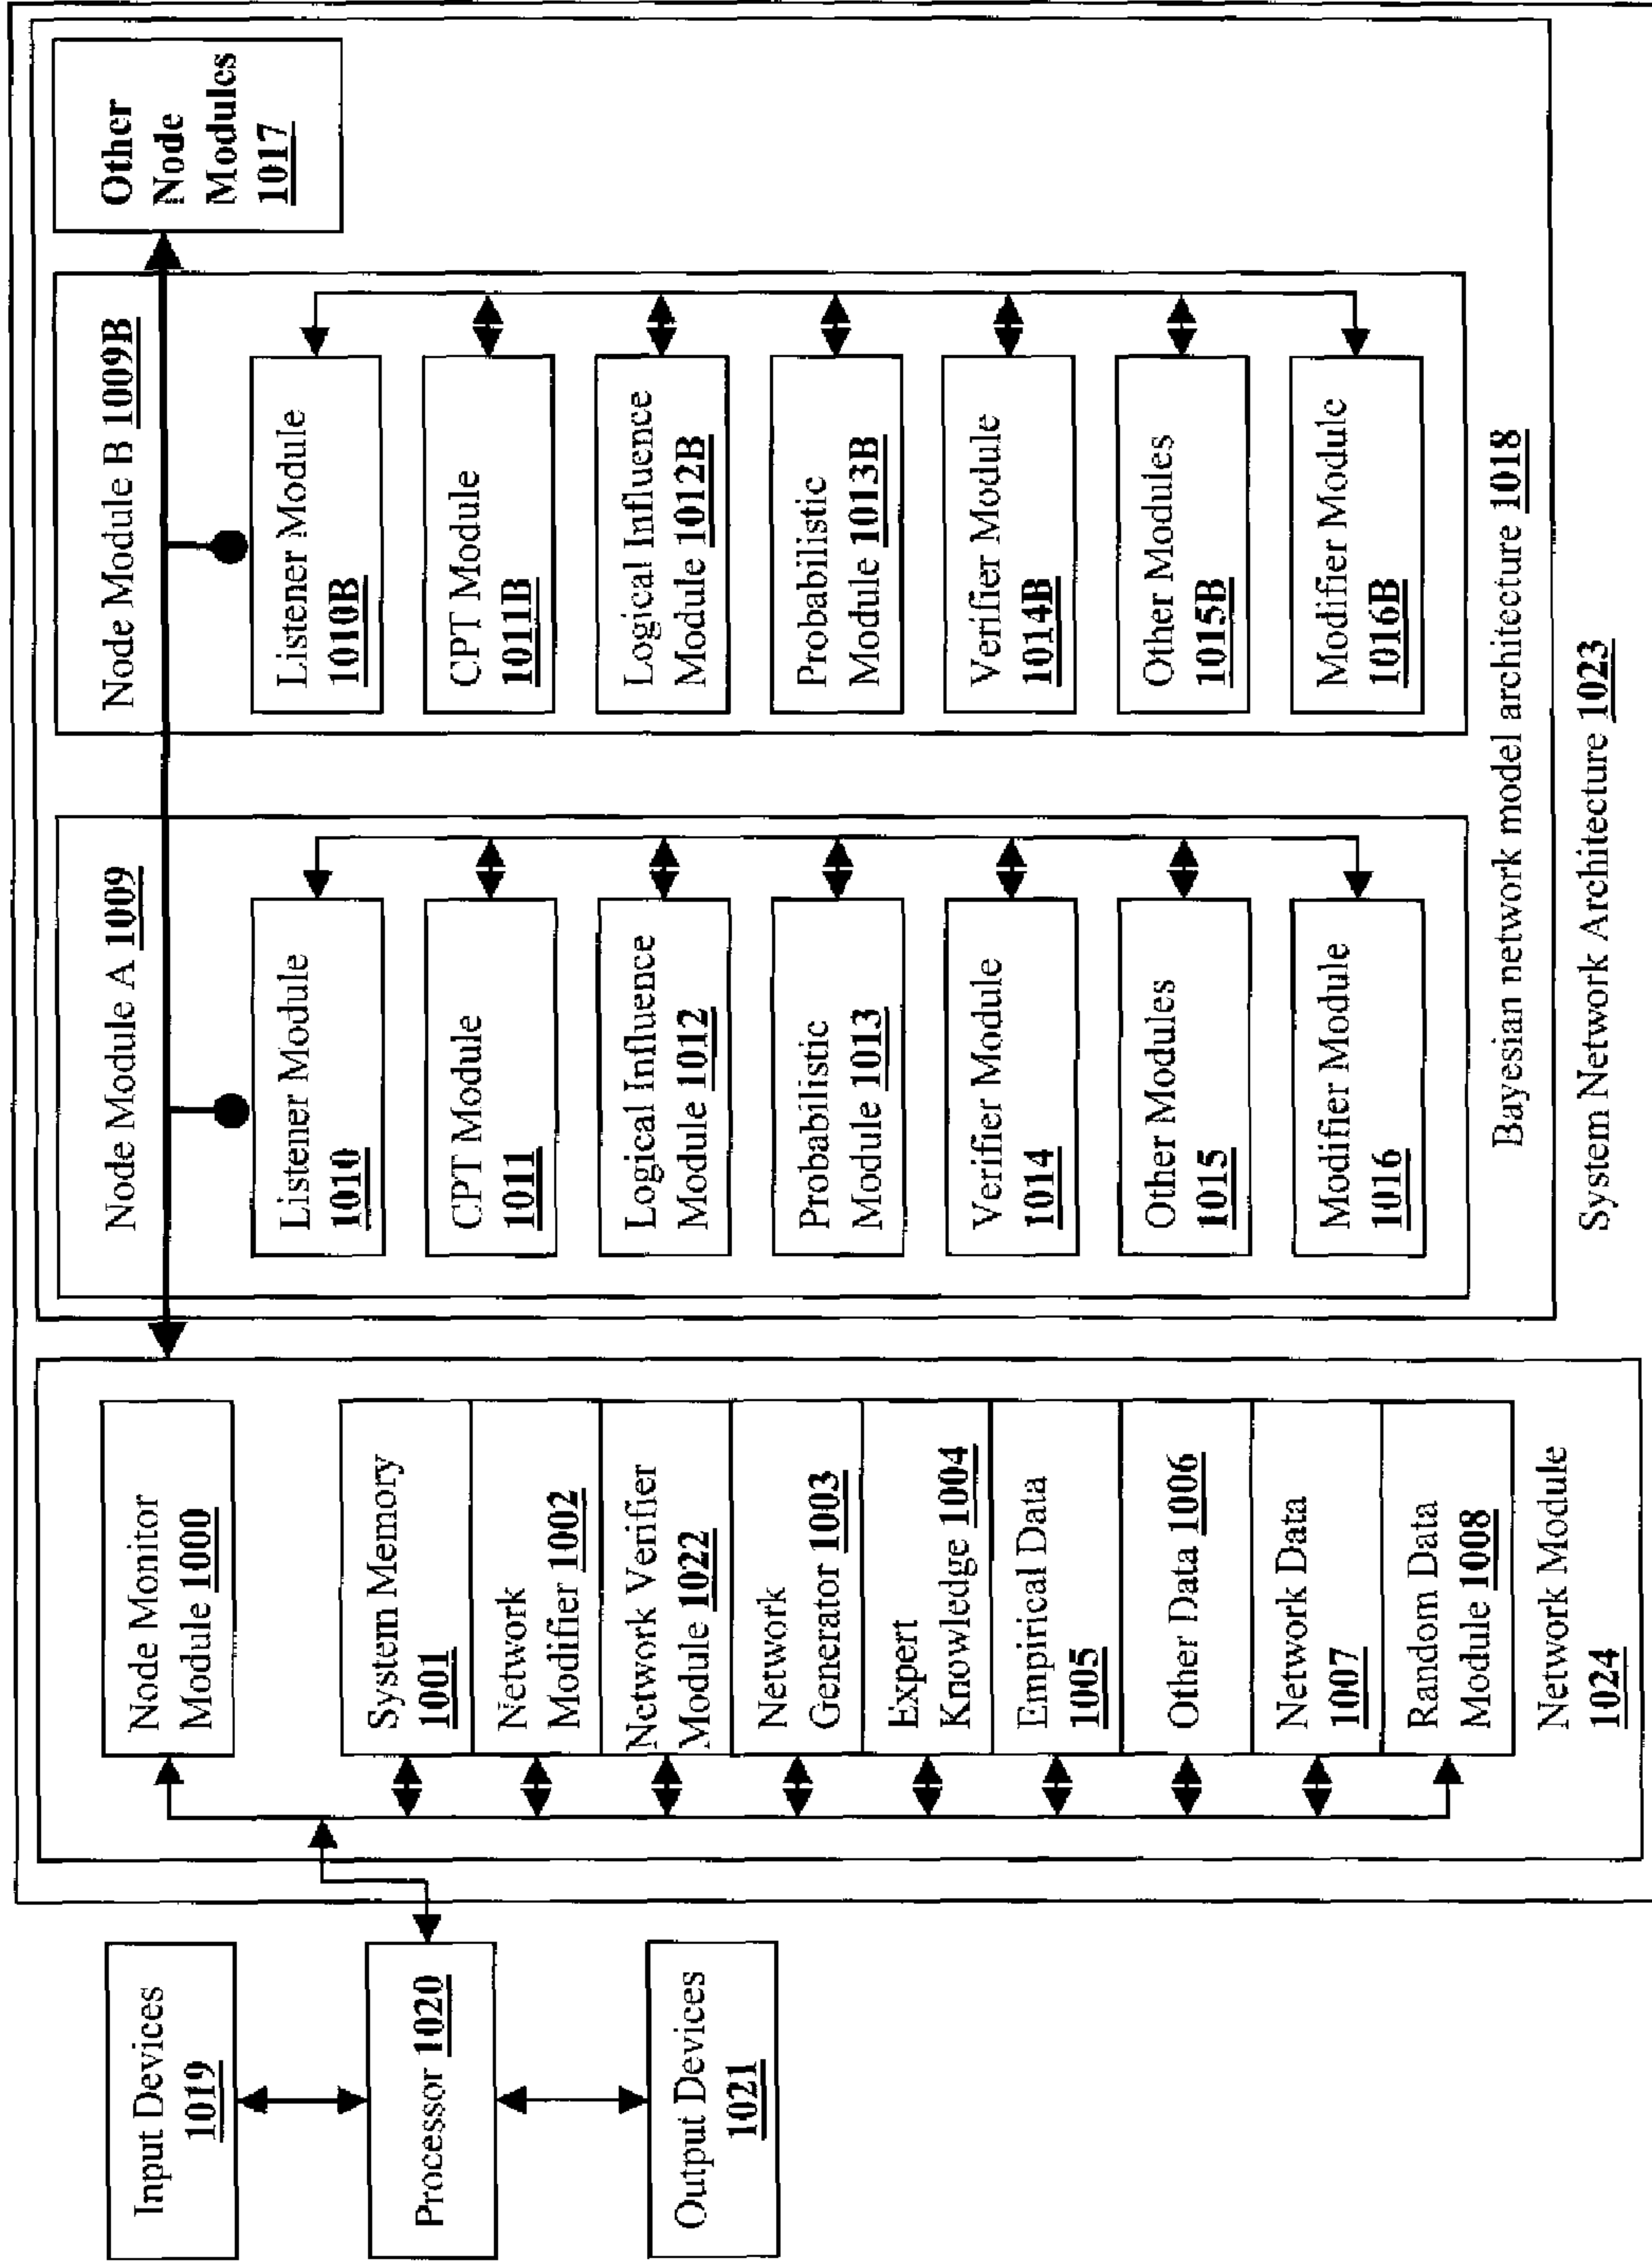 Input Devices
1019
Processor 1020
Output Devices
1021
Node Monitor
Module 1000
System Memory
1001
Network
Modifier 1002
Network Verifier
Module 1022
Network
Generator 1003
Expert
Knowledge 1004
Empirical Data
1005
Other Data 1006
Network Data
1007
Random Data
Module 1008
Network Module
1024
Node Module A 1009
Listener Module
1010
CPT Module
1011
Logical Influence
Module 1012
Probabilistic
Module 1013
Verifier Module
1014
Other Modules
1015
Modifier Module
1016
Node Module B 1009B
Listener Module
1010B
CPT Module
1011B
Logical Influence
Module 1012B
Probabilistic
Module 1013B
Verifier Module
1014B
Other Modules
1015B
Modifier Module
1016B
Other
Node
Modules
1017
Bayesian network model architecture 1018
System Network Architecture 1023